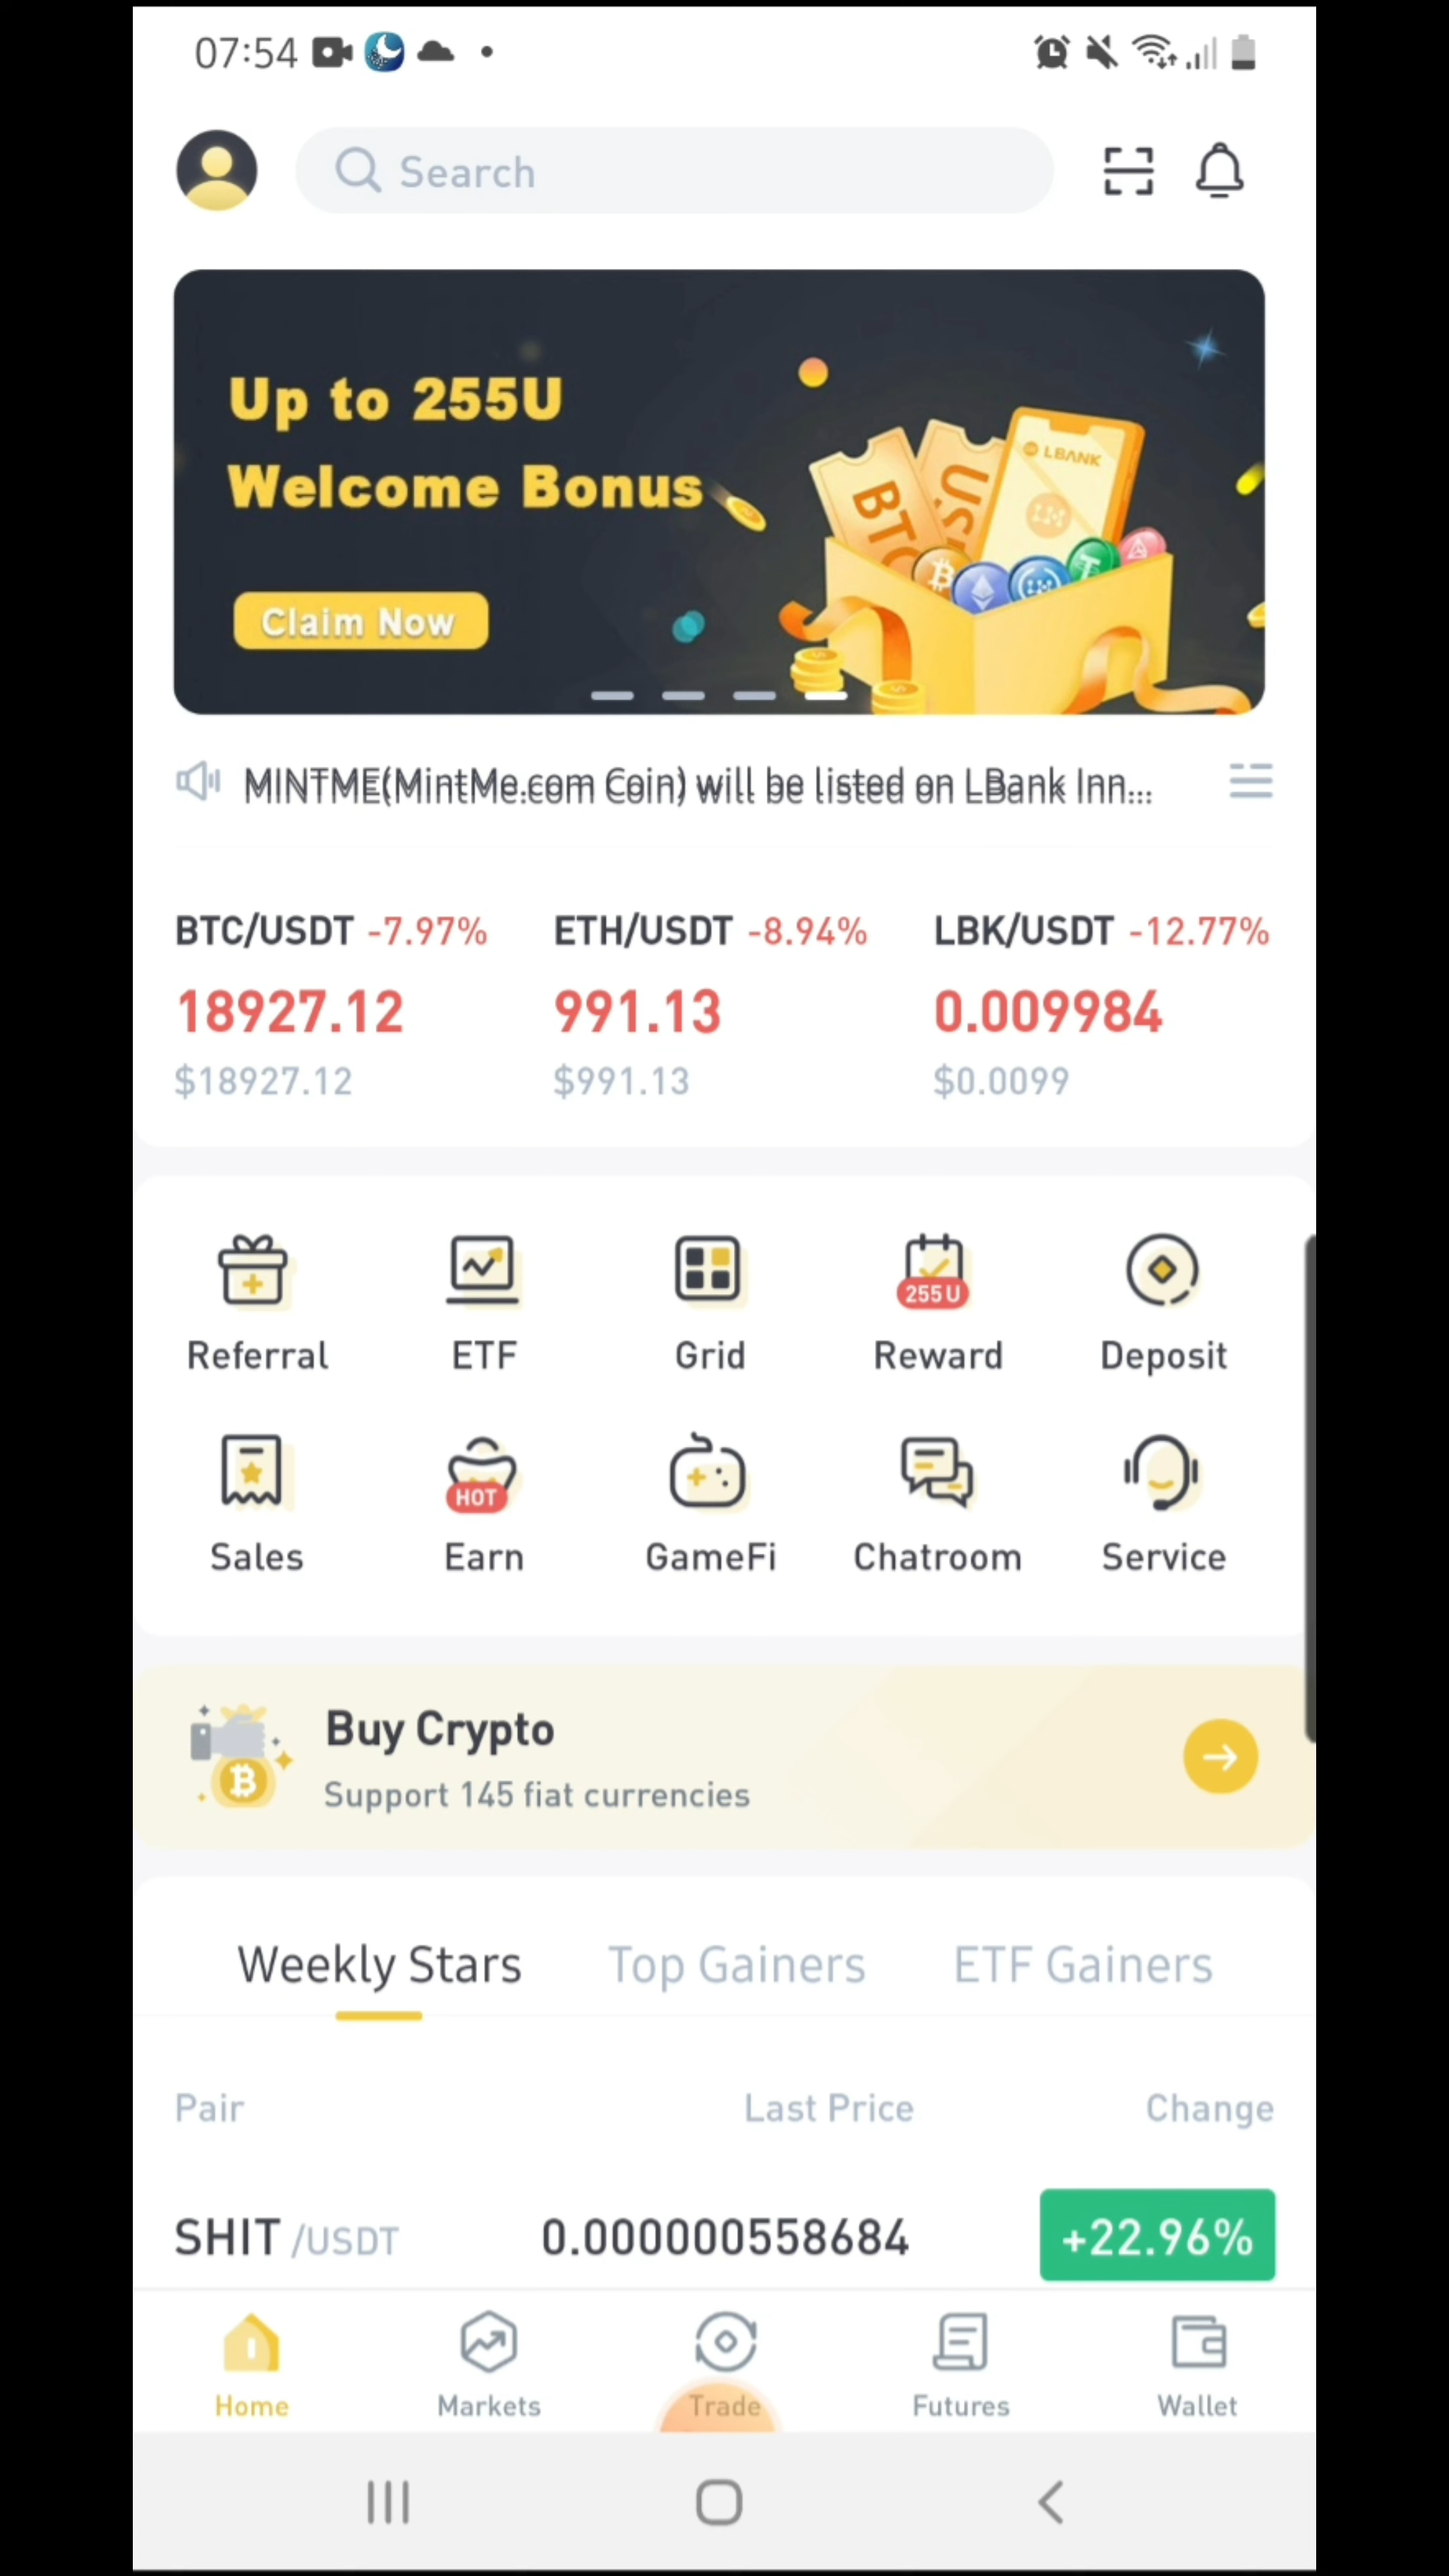 07:54
Search
Up to 255U
Welcome Bonus
Claim Now
BTC
LBANK
MINTME(MintMe.com Coin) will be listed on LBank Inn...
BTC/USDT -7.97%
ETH/USDT -8.94%
LBK/USDT -12.77%
18927.12
991.13
0.009984
$18927.12
$991.13
$0.0099
255 U
Referral
ETF
Grid
Reward
Deposit
HOT
Sales
Earn
GameFi
Chatroom
Service
Buy Crypto
Support 145 fiat currencies
Weekly Stars
Top Gainers
ETF Gainers
Pair
Last Price
Change
SHIT /USDT
0.000000558684
+22.96%
Home
Markets
Trade
Futures
Wallet